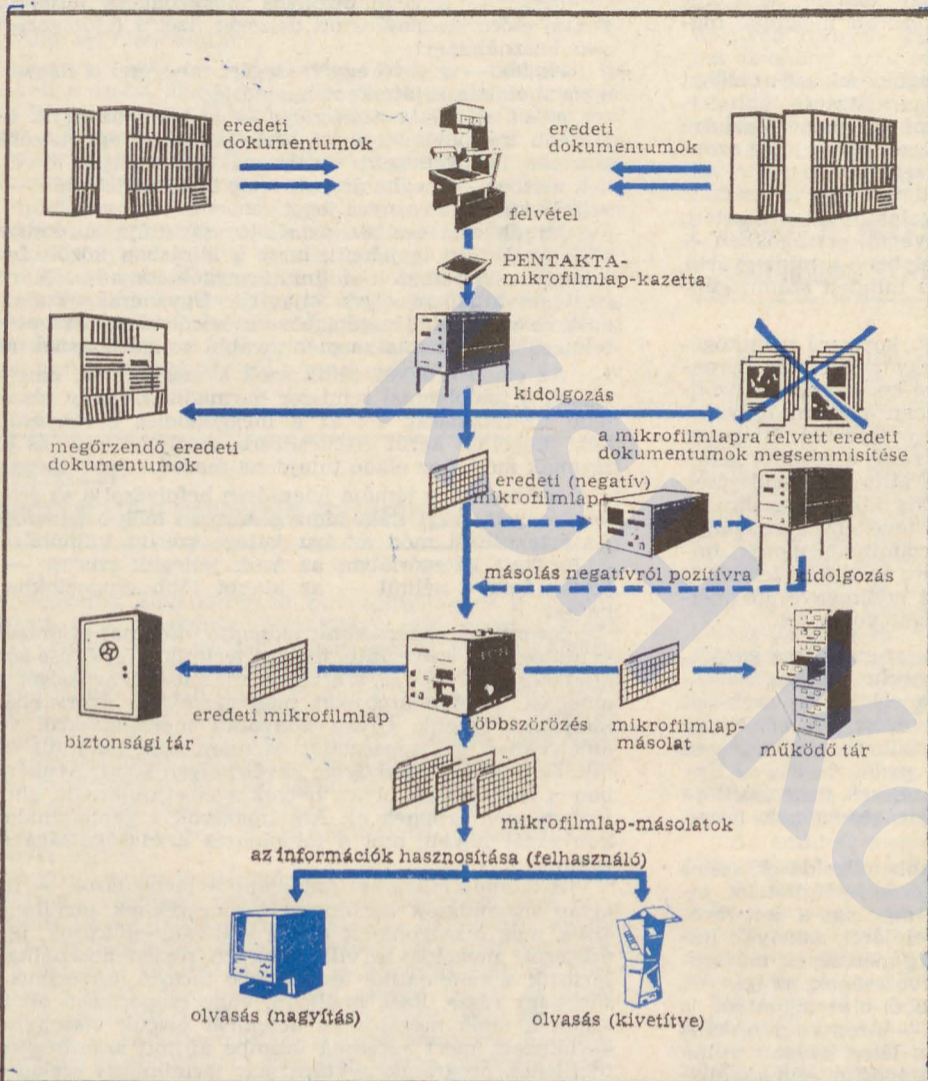 eredeti
dokumentumok
eredeti
dokumentumok
felvétel
PENTAKTA-
mikrofilmlap-kazetta
kidolgozás
megőrzendő eredeti
dokumentumok
a mikrofilmlapra felvett eredeti
dokumentumok megsemmisítése
eredeti (negatív)
mikrofilmlap
másolás negatívról pozitívra
kidolgozás
eredeti mikrofilmlap
többszörözés
mikrofilmlap-
másolat
biztonsági tár
működő tár
mikrofilmlap-másolatok
az információk hasznosítása (felhasználó)
olvasás (nagyítás)
olvasás (kivetítve)